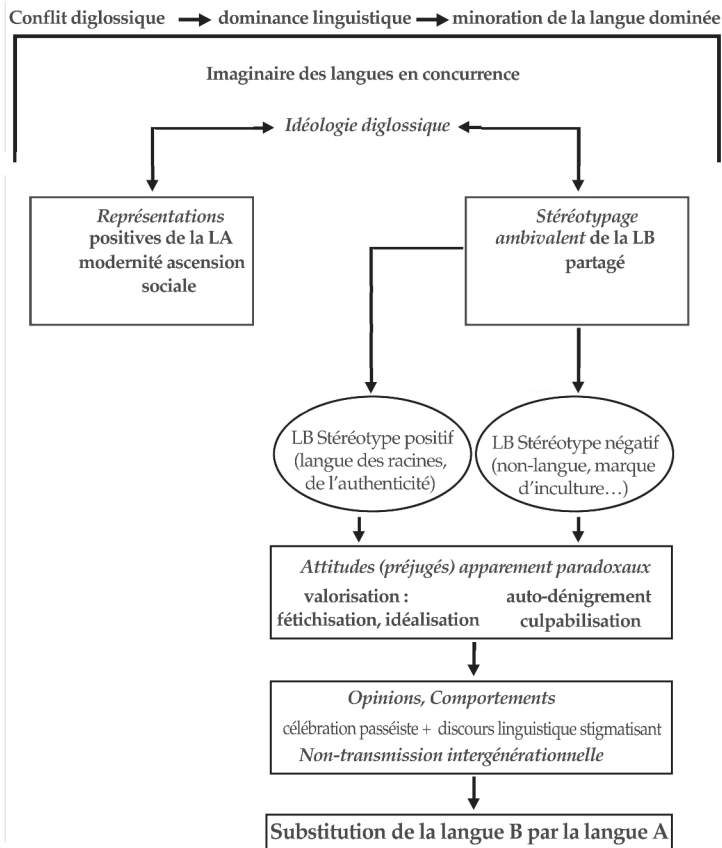 Conflit diglossique dominance linguistique minoration de la langue dominée
Imaginaire des langues en concurrence
Idéologie diglossique
Représentations
positives de la LA
modernité ascension
sociale
Stéréotypage
ambivalent de la LB
partagé
LB Stéréotype positif
(langue des racines,
de l'authenticité)
LB Stéréotype négatif
(non-langue, marque
d'inculture…)
Attitudes (préjugés) apparement paradoxaux
valorisation :
fétichisation, idéalisation
auto-dénigrement
culpabilisation
Opinions, Comportements
célébration passéiste + discours linguistique stigmatisant
Non-transmission intergénérationnelle
Substitution de la langue B par la langue A